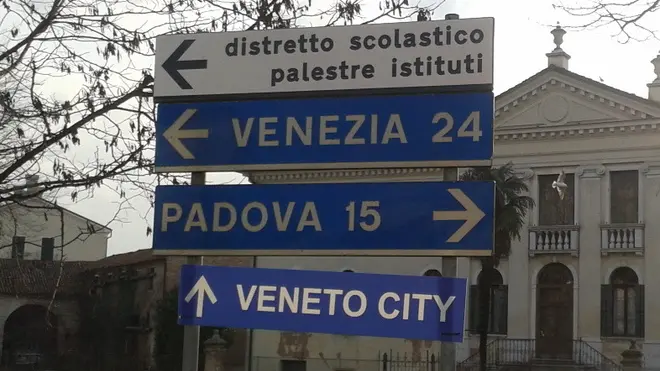 distretto scolastico
palestre istituti
VENEZIA 24
PADOVA 15
VENETO CITY